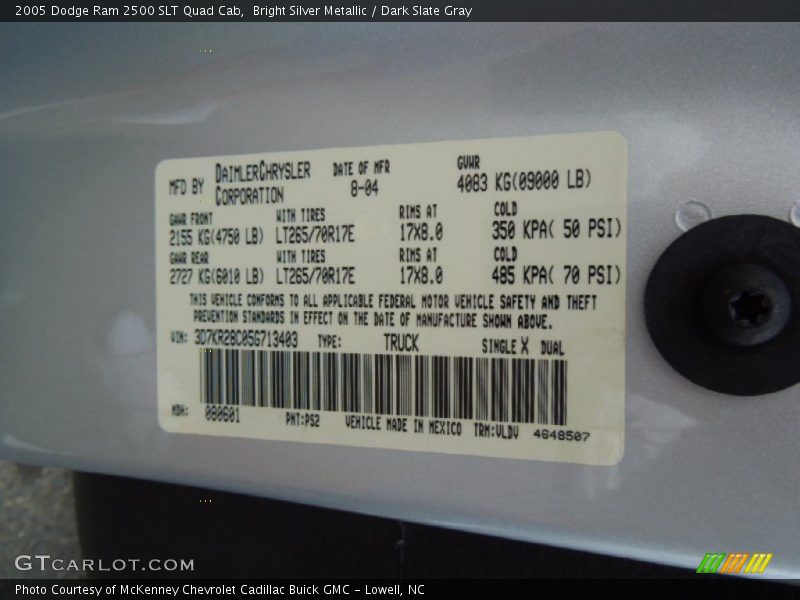 2005 Dodge Ram 2500 SLT Quad Cab,  Bright Silver Metallic / Dark Slate Gray
MFD BY DAIMLERCHRYSLER CORPORATION DATE OF MFR 8-04 GVWR 4083 KG(09000 LB)
GAWR FRONT WITH TIRES RIMS AT COLD
2155 KG(4750 LB) LT265/70R17E 17X8.0 350 KPA( 50 PSI)
GAWR REAR WITH TIRES RIMS AT COLD
2727 KG(6010 LB) LT265/70R17E 17X8.0 485 KPA( 70 PSI)
THIS VEHICLE CONFORMS TO ALL APPLICABLE FEDERAL MOTOR VEHICLE SAFETY AND THEFT
PREVENTION STANDARDS IN EFFECT ON THE DATE OF MANUFACTURE SHOWN ABOVE.
VIN: 3D7KR28C05G713403 TYPE: TRUCK SINGLE X DUAL
MDH: 080601 PNT:PS2 VEHICLE MADE IN MEXICO TRM:VLDV 4648507
GTCARLOT.COM
Photo Courtesy of McKenney Chevrolet Cadillac Buick GMC - Lowell, NC